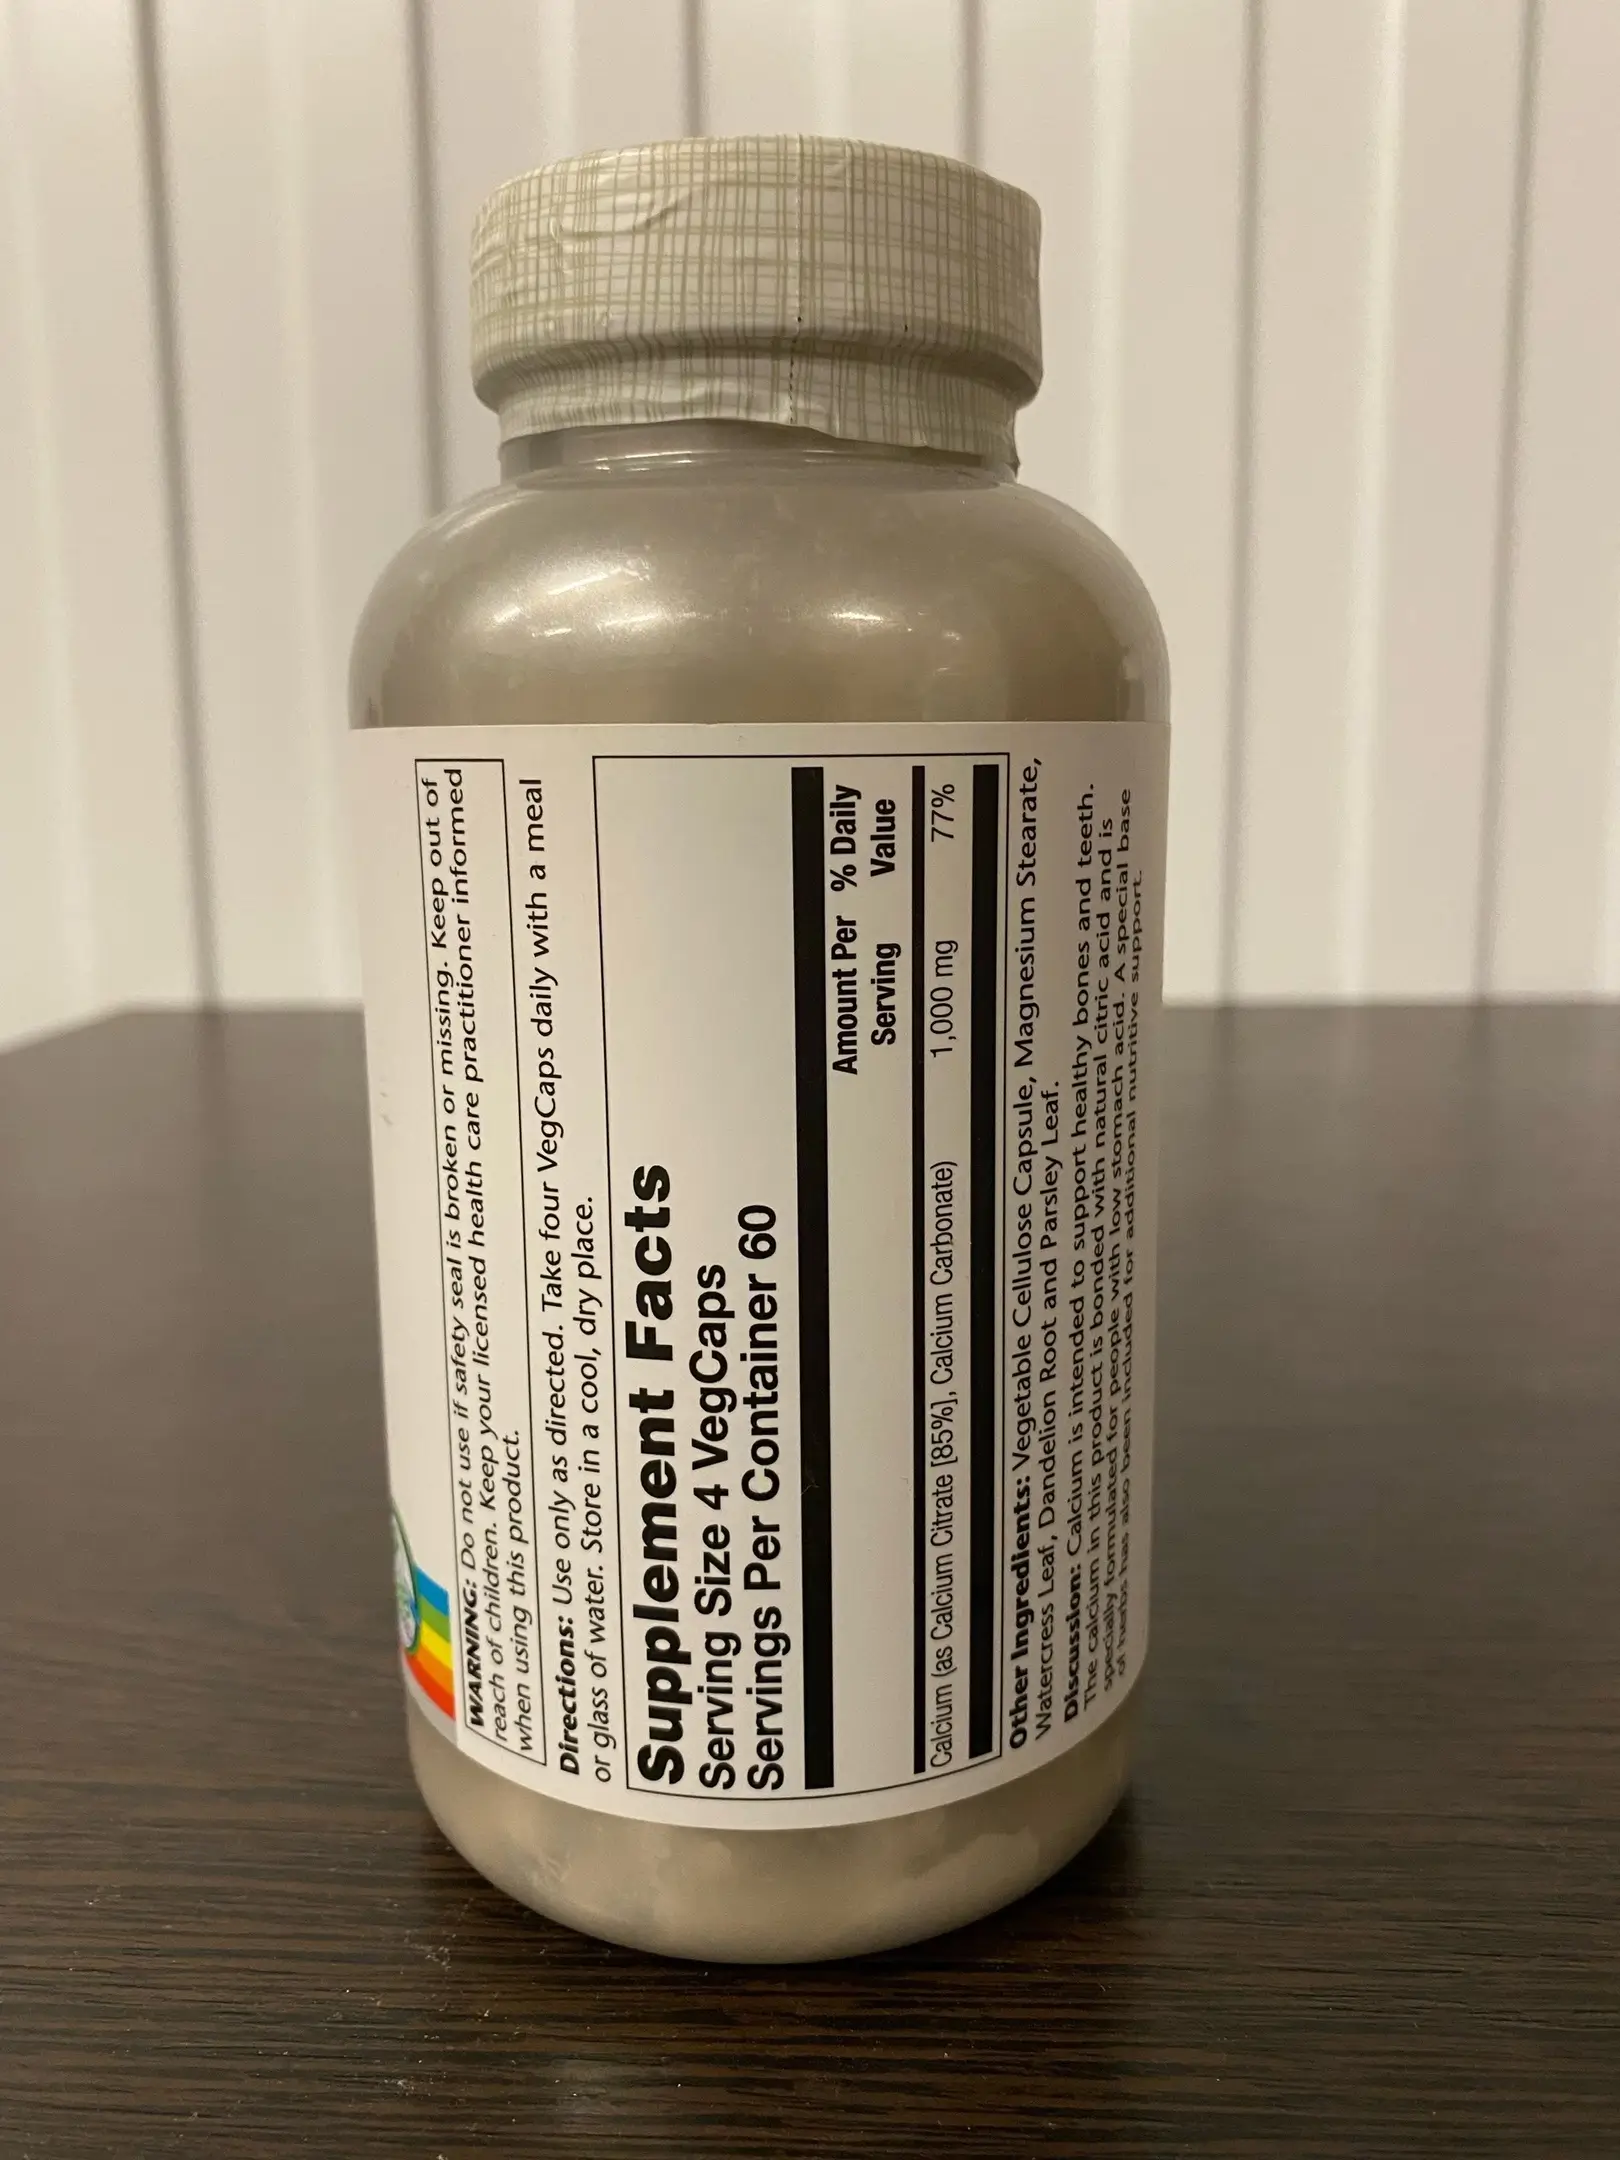 WARNING: Do not use if safety seal is broken or missing. Keep out of
reach of children. Keep your licensed health care practitioner informed
when using this product.
Directions: Use only as directed. Take four VegCaps daily with a meal
or glass of water. Store in a cool, dry place.
Supplement Facts
Serving Size 4 VegCaps
Servings Per Container 60
Amount Per % Daily
Serving Value
Calcium (as Calcium Citrate [85%], Calcium Carbonate) 1,000 mg 77%
Other Ingredients: Vegetable Cellulose Capsule, Magnesium Stearate,
Watercress Leaf, Dandelion Root and Parsley Leaf.
Discussion: Calcium is intended to support healthy bones and teeth.
The calcium in this product is bonded with natural citric acid and is
specially formulated for people with low stomach acid. A special base
of herbs has also been included for additional nutritive support.